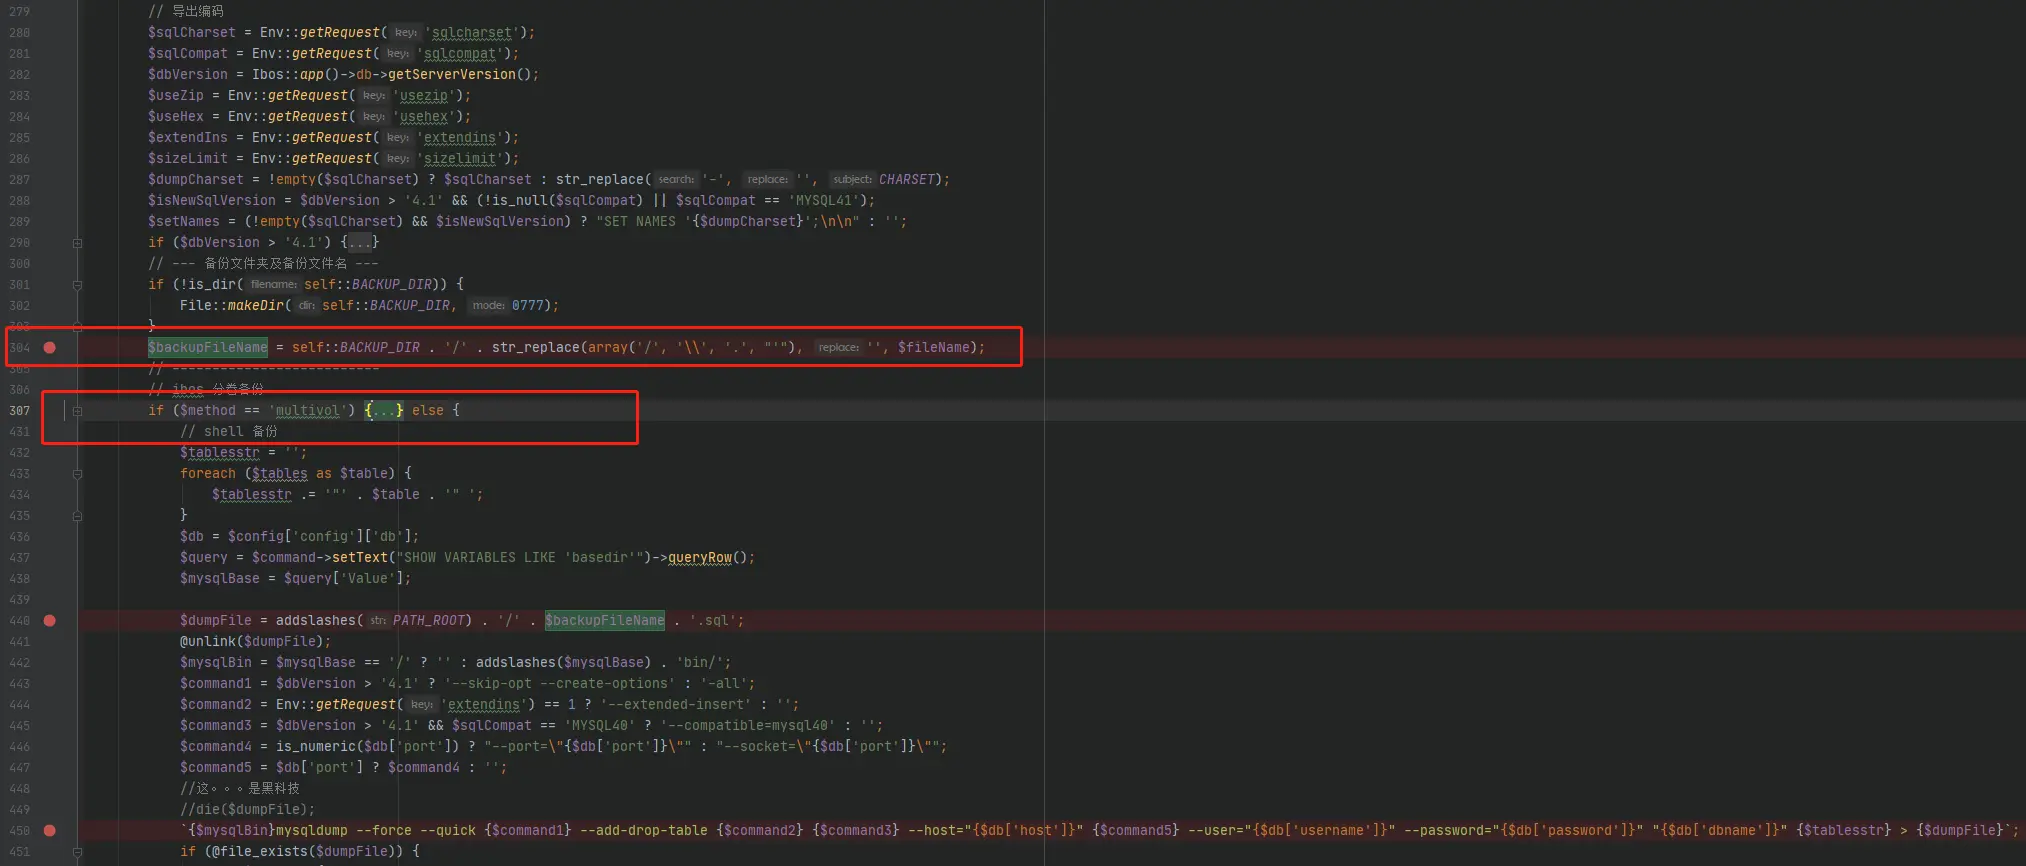 279 // 导出编码
280 $sqlCharset = Env::getRequest( key: 'sqlcharset');
281 $sqlCompat = Env::getRequest( key: 'sqlcompat');
282 $dbVersion = Ibos::app()->db->getServerVersion();
283 $useZip = Env::getRequest( key: 'usezip');
284 $useHex = Env::getRequest( key: 'usehex');
285 $extendIns = Env::getRequest( key: 'extendins');
286 $sizeLimit = Env::getRequest( key: 'sizelimit');
287 $dumpCharset = !empty($sqlCharset) ? $sqlCharset : str_replace( search: '-', replace: '', subject: CHARSET);
288 $isNewSqlVersion = $dbVersion > '4.1' && (!is_null($sqlCompat) || $sqlCompat == 'MYSQL41');
289 $setNames = (!empty($sqlCharset) && $isNewSqlVersion) ? "SET NAMES '{$dumpCharset}';\n\n" : '';
290 if ($dbVersion > '4.1') {...}
300 // --- 备份文件夹及备份文件名 ---
301 if (!is_dir( filename: self::BACKUP_DIR)) {
302 File::makeDir( dir: self::BACKUP_DIR, mode: 0777);
303 }
304 $backupFileName = self::BACKUP_DIR . '/' . str_replace(array('/', '\\', '.', "'"), replace: '', $fileName);
305 // --------------------------
306 // ibos 分卷备份
307 if ($method == 'multivol') {...} else {
431 // shell 备份
432 $tablesstr = '';
433 foreach ($tables as $table) {
434 $tablesstr .= '"' . $table . '" ';
435 }
436 $db = $config['config']['db'];
437 $query = $command->setText("SHOW VARIABLES LIKE 'basedir'")->queryRow();
438 $mysqlBase = $query['Value'];
439
440 $dumpFile = addslashes( str: PATH_ROOT) . '/' . $backupFileName . '.sql';
441 @unlink($dumpFile);
442 $mysqlBin = $mysqlBase == '/' ? '' : addslashes($mysqlBase) . 'bin/';
443 $command1 = $dbVersion > '4.1' ? '--skip-opt --create-options' : '-all';
444 $command2 = Env::getRequest( key: 'extendins') == 1 ? '--extended-insert' : '';
445 $command3 = $dbVersion > '4.1' && $sqlCompat == 'MYSQL40' ? '--compatible=mysql40' : '';
446 $command4 = is_numeric($db['port']) ? "--port=\"{$db['port']}\"" : "--socket=\"{$db['port']}\"";
447 $command5 = $db['port'] ? $command4 : '';
448 //这。。。是黑科技
449 //die($dumpFile);
450 `{$mysqlBin}mysqldump --force --quick {$command1} --add-drop-table {$command2} {$command3} --host="{$db['host']}" {$command5} --user="{$db['username']}" --password="{$db['password']}" "{$db['dbname']}" {$tablesstr} > {$dumpFile}`;
451 if (@file_exists($dumpFile)) {